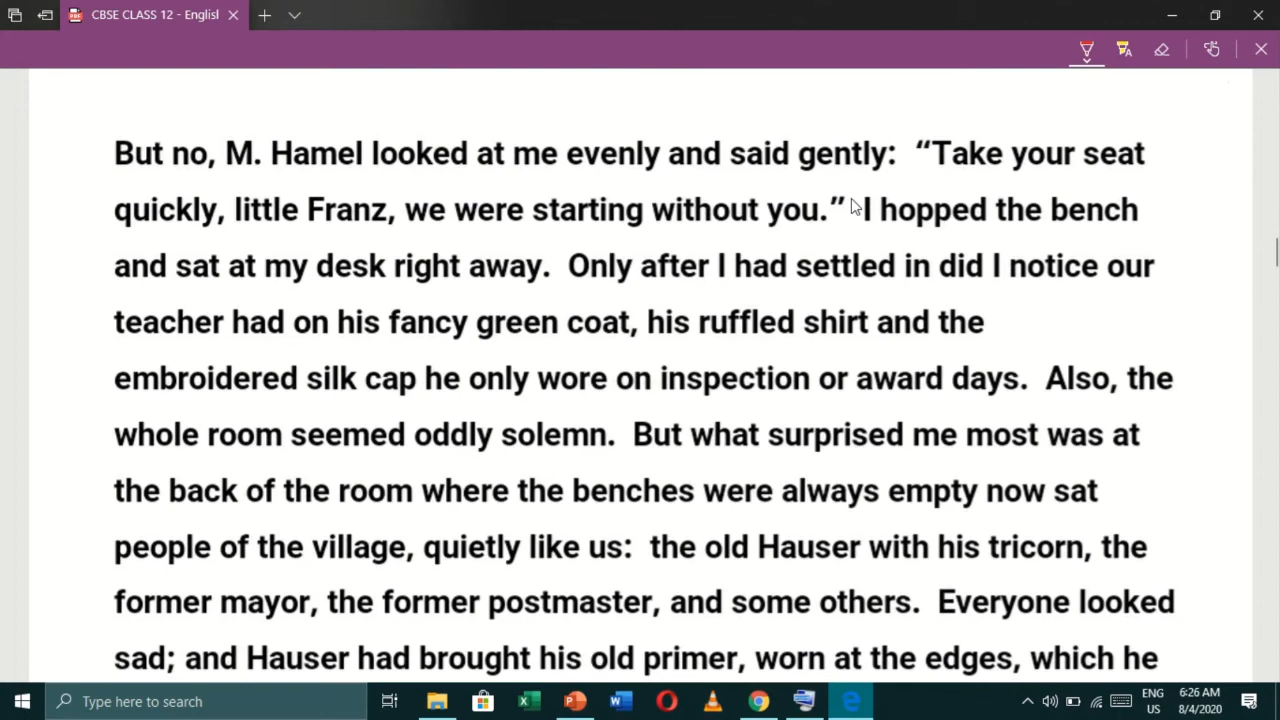 CBSE CLASS 12 - English
But no, M. Hamel looked at me evenly and said gently:  “Take your seat
quickly, little Franz, we were starting without you.”  I hopped the bench
and sat at my desk right away.  Only after I had settled in did I notice our
teacher had on his fancy green coat, his ruffled shirt and the
embroidered silk cap he only wore on inspection or award days.  Also, the
whole room seemed oddly solemn.  But what surprised me most was at
the back of the room where the benches were always empty now sat
people of the village, quietly like us:  the old Hauser with his tricorn, the
former mayor, the former postmaster, and some others.  Everyone looked
sad; and Hauser had brought his old primer, worn at the edges, which he
Type here to search
ENG
US
6:26 AM
8/4/2020